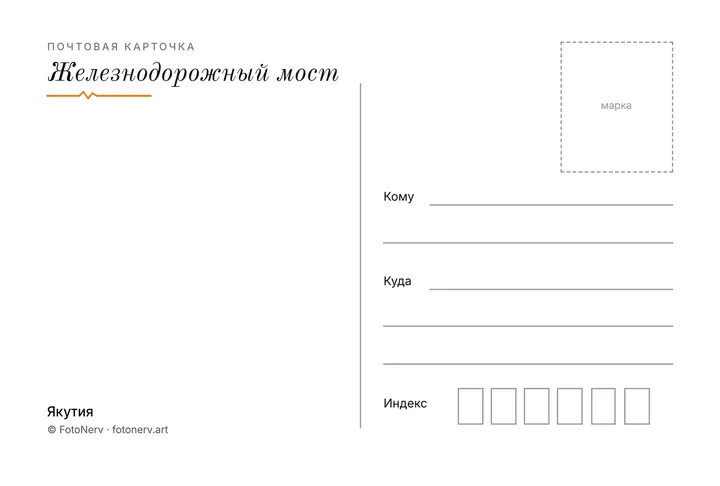 ПОЧТОВАЯ КАРТОЧКА
Железнодорожный мост
марка
Кому
Куда
Индекс
Якутия
© FotoNerv · fotonerv.art